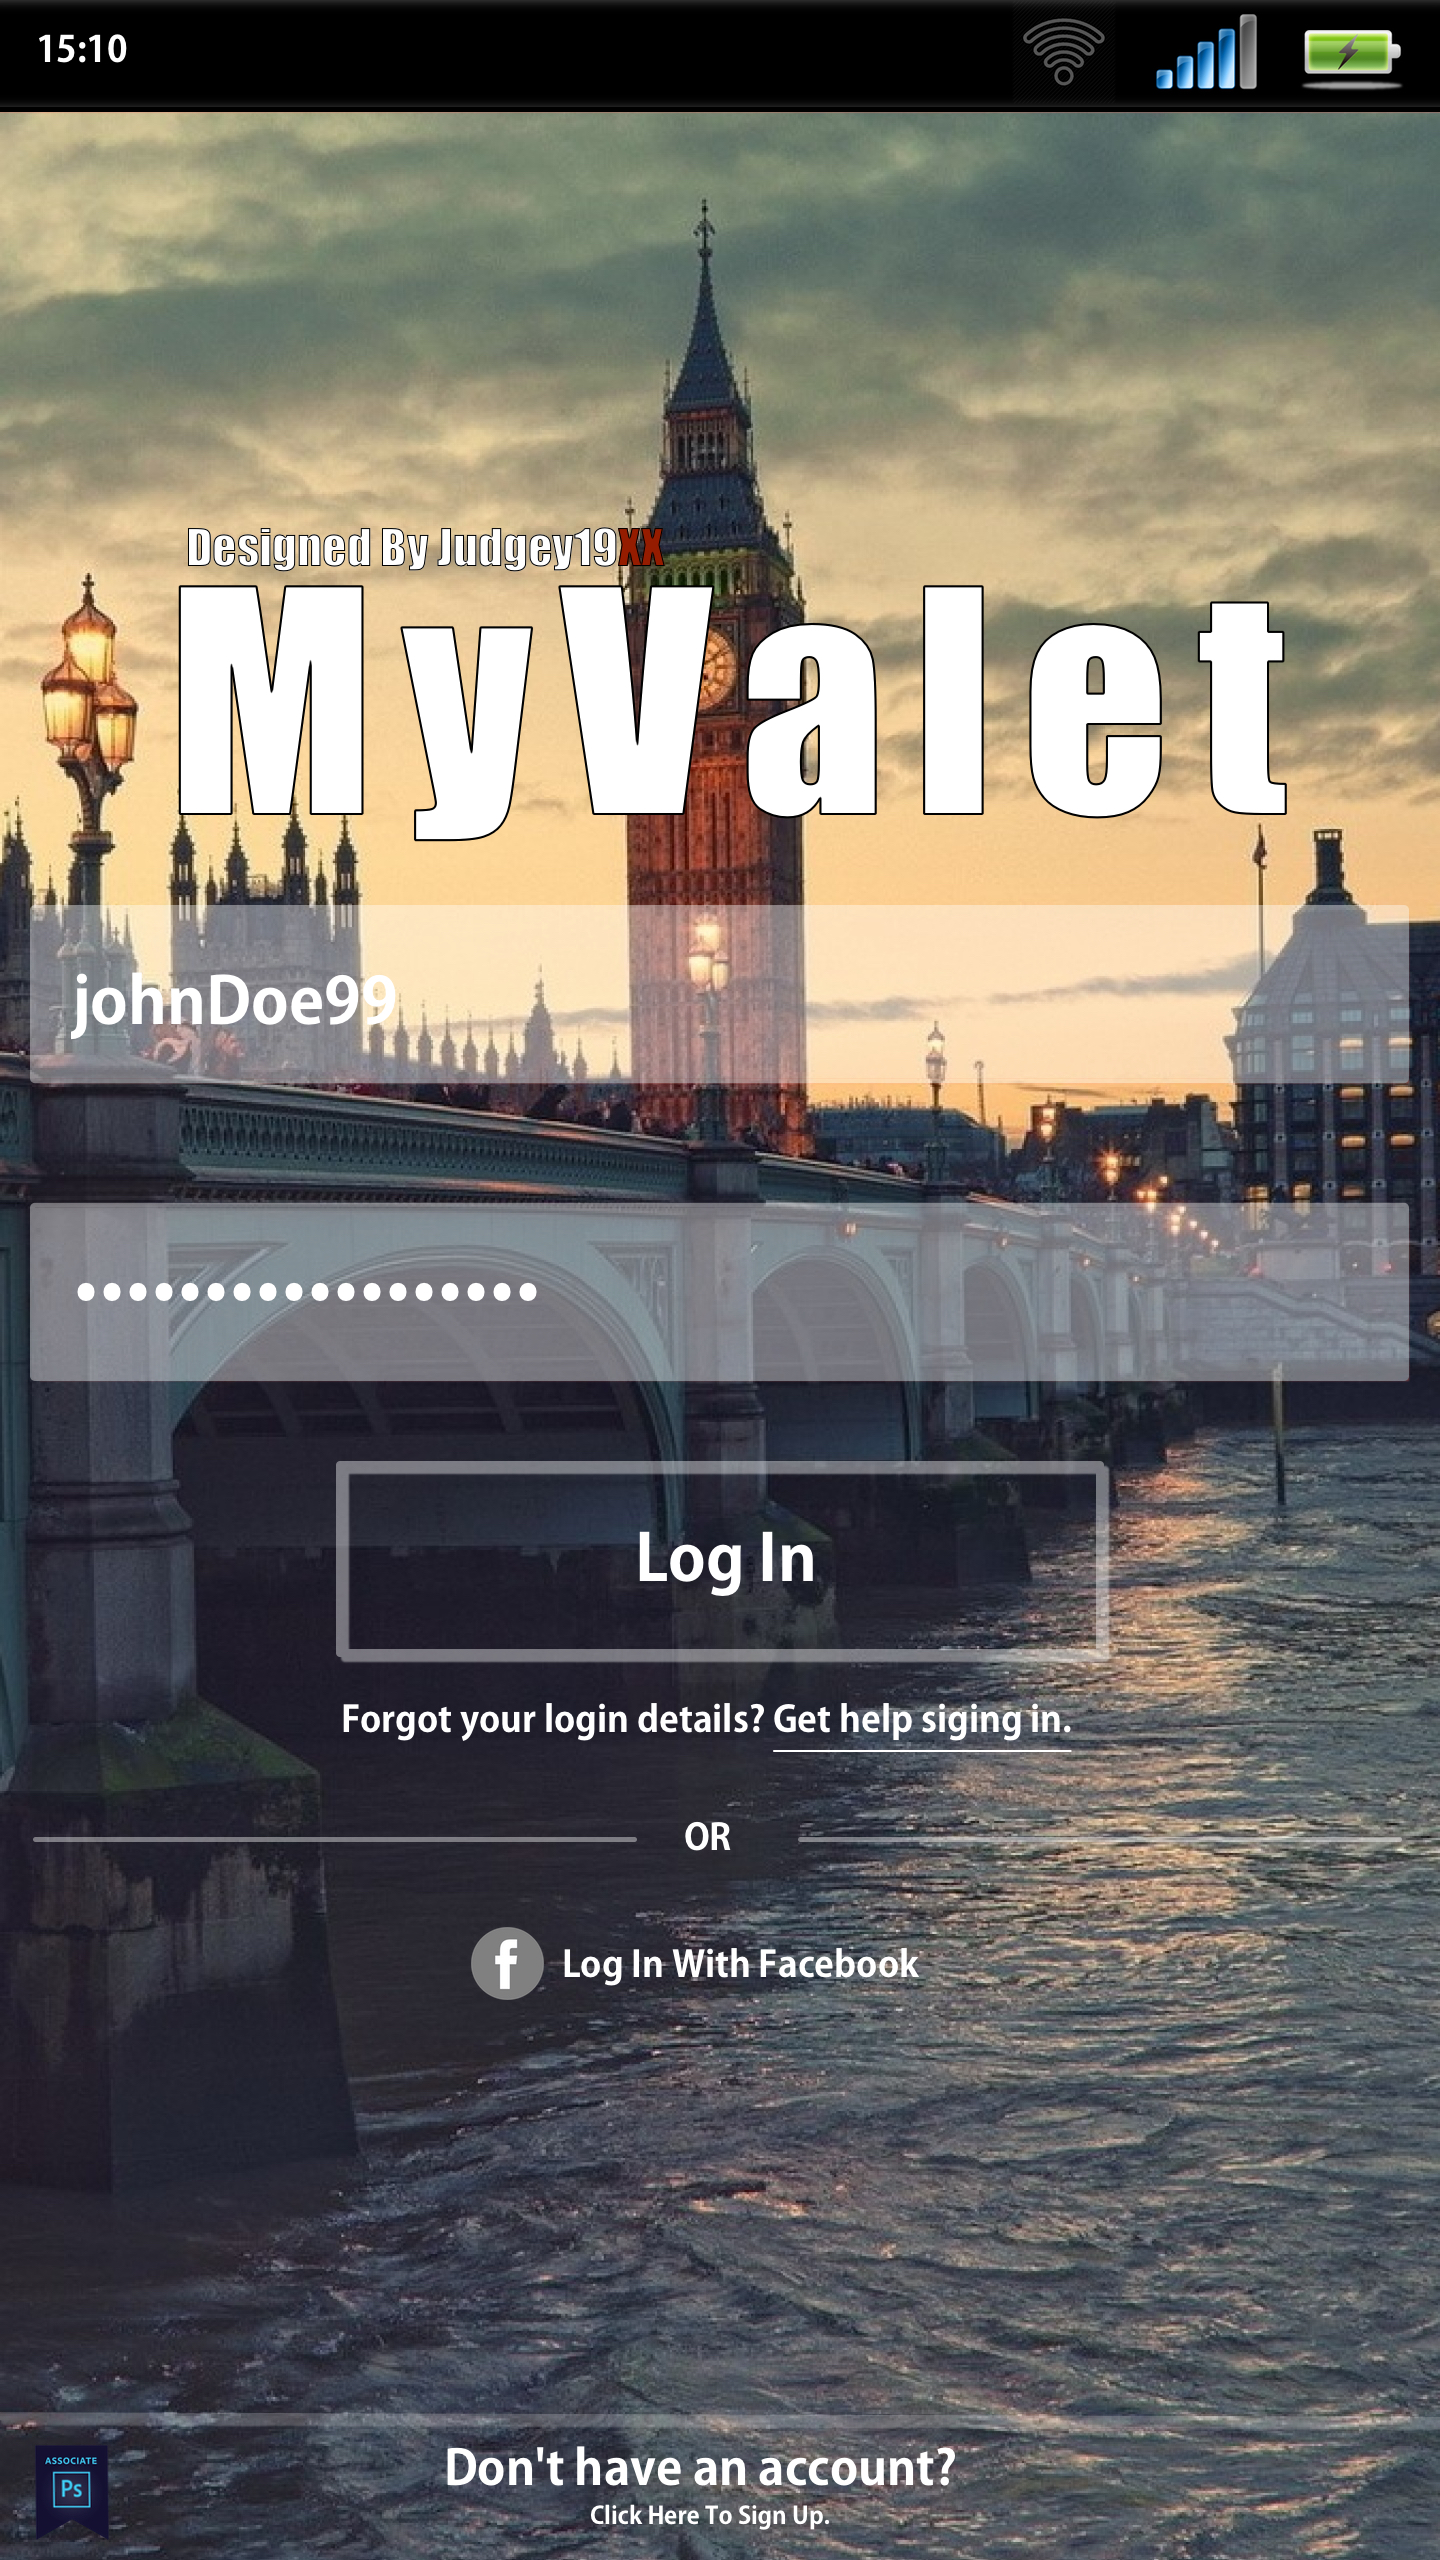 15:10
Designed By Judgey19XX
MyValet
johnDoe99
••••••••••••••••••
Log In
Forgot your login details? Get help siging in.
OR
f Log In With Facebook
Don't have an account?
Click Here To Sign Up.
ASSOCIATE
Ps